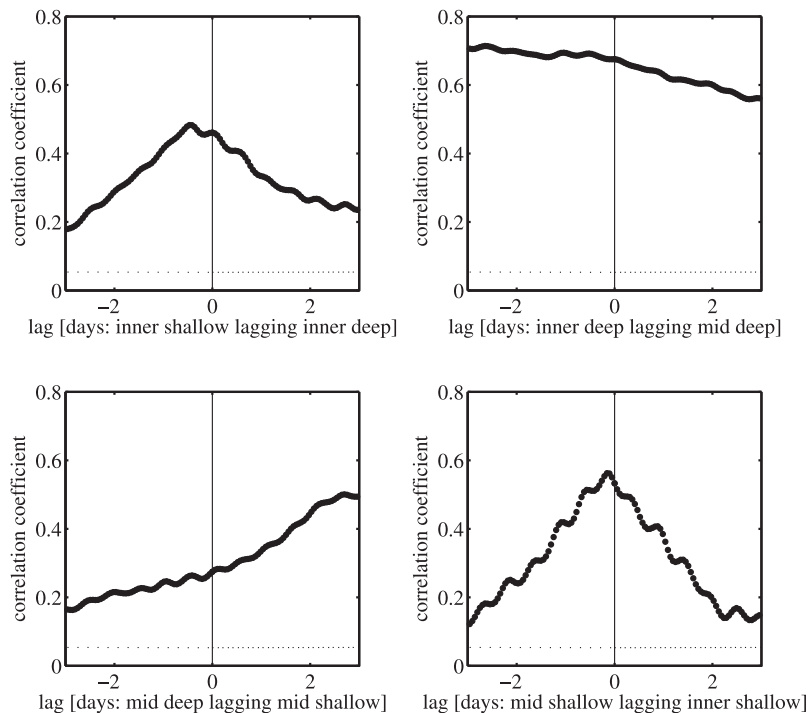 0.8
0.6
0.4
0.2
0
correlation coefficient
−2 0 2
lag [days: inner shallow lagging inner deep]
0.8
0.6
0.4
0.2
0
correlation coefficient
−2 0 2
lag [days: inner deep lagging mid deep]
0.8
0.6
0.4
0.2
0
correlation coefficient
−2 0 2
lag [days: mid deep lagging mid shallow]
0.8
0.6
0.4
0.2
0
correlation coefficient
−2 0 2
lag [days: mid shallow lagging inner shallow]